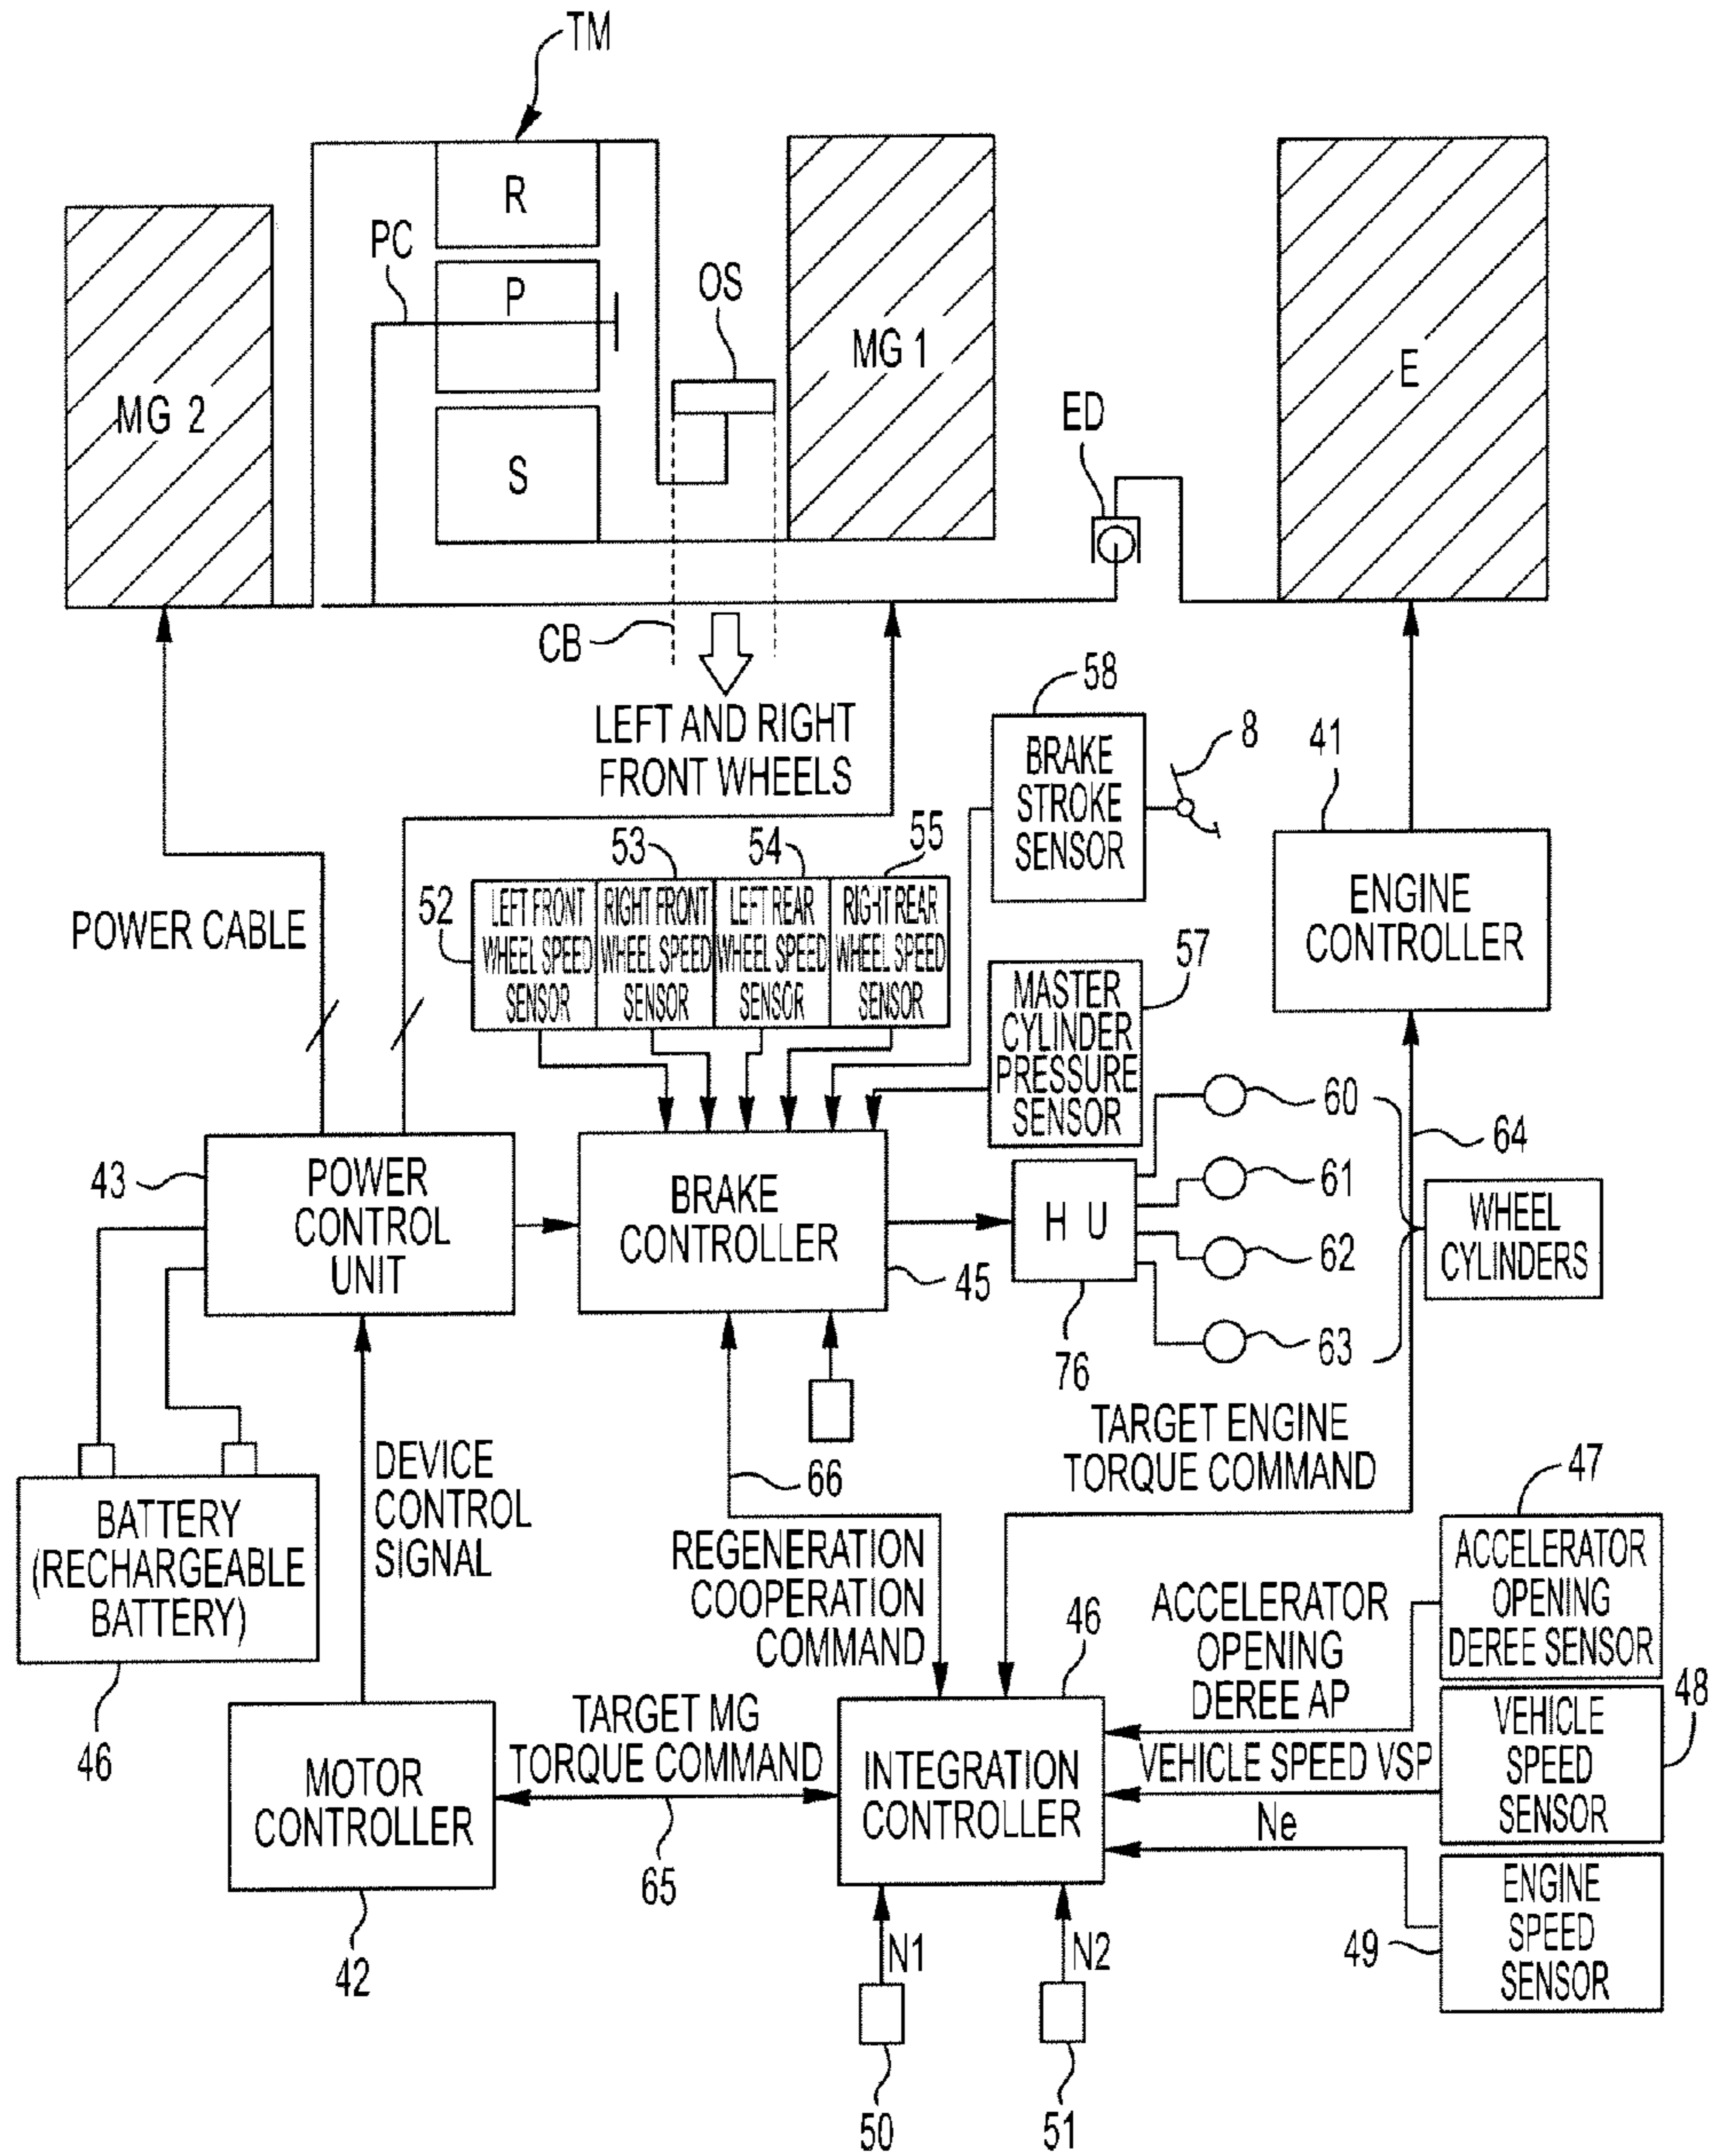 TM
R
PC
P
OS
MG 1
E
MG 2
S
ED
CB
LEFT AND RIGHT
FRONT WHEELS
58
BRAKE
STROKE
SENSOR
8
41
ENGINE
CONTROLLER
POWER CABLE
52
53
54
55
LEFT FRONT
WHEEL SPEED
SENSOR
RIGHT FRONT
WHEEL SPEED
SENSOR
LEFT REAR
WHEEL SPEED
SENSOR
RIGHT REAR
WHEEL SPEED
SENSOR
57
MASTER
CYLINDER
PRESSURE
SENSOR
43
POWER
CONTROL
UNIT
BRAKE
CONTROLLER
45
H U
76
60
61
62
63
64
WHEEL
CYLINDERS
TARGET ENGINE
TORQUE COMMAND
BATTERY
(RECHARGEABLE
BATTERY)
46
DEVICE
CONTROL
SIGNAL
66
REGENERATION
COOPERATION
COMMAND
47
ACCELERATOR
OPENING
DEREE SENSOR
ACCELERATOR
OPENING
DEREE AP
46
48
VEHICLE
SPEED
SENSOR
VEHICLE SPEED VSP
MOTOR
CONTROLLER
42
TARGET MG
TORQUE COMMAND
65
INTEGRATION
CONTROLLER
Ne
49
ENGINE
SPEED
SENSOR
N1
N2
50
51